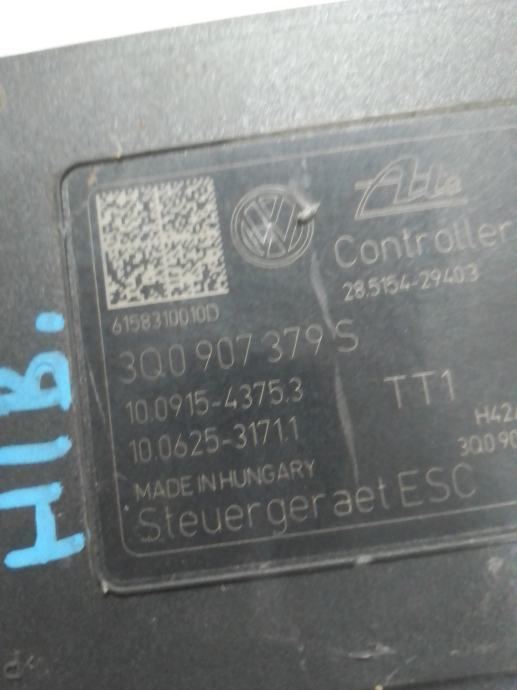 Ate
Controller
28.5154-2940.3
6158310010D
3Q0 907 379 S
10.0915-4375.3
TT1
10.0625-3171.1
MADE IN HUNGARY
Steuergeraet ESC
H11B.